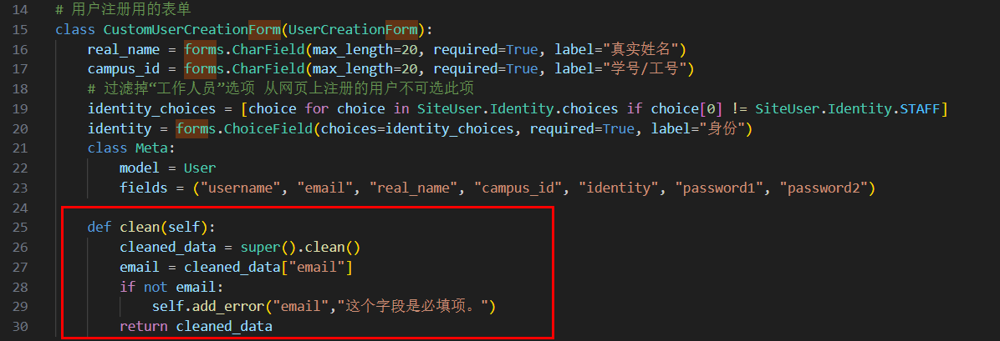 14 # 用户注册用的表单
15 class CustomUserCreationForm(UserCreationForm):
16     real_name = forms.CharField(max_length=20, required=True, label="真实姓名")
17     campus_id = forms.CharField(max_length=20, required=True, label="学号/工号")
18     # 过滤掉“工作人员”选项 从网页上注册的用户不可选此项
19     identity_choices = [choice for choice in SiteUser.Identity.choices if choice[0] != SiteUser.Identity.STAFF]
20     identity = forms.ChoiceField(choices=identity_choices, required=True, label="身份")
21     class Meta:
22         model = User
23         fields = ("username", "email", "real_name", "campus_id", "identity", "password1", "password2")
24
25     def clean(self):
26         cleaned_data = super().clean()
27         email = cleaned_data["email"]
28         if not email:
29             self.add_error("email","这个字段是必填项。")
30         return cleaned_data